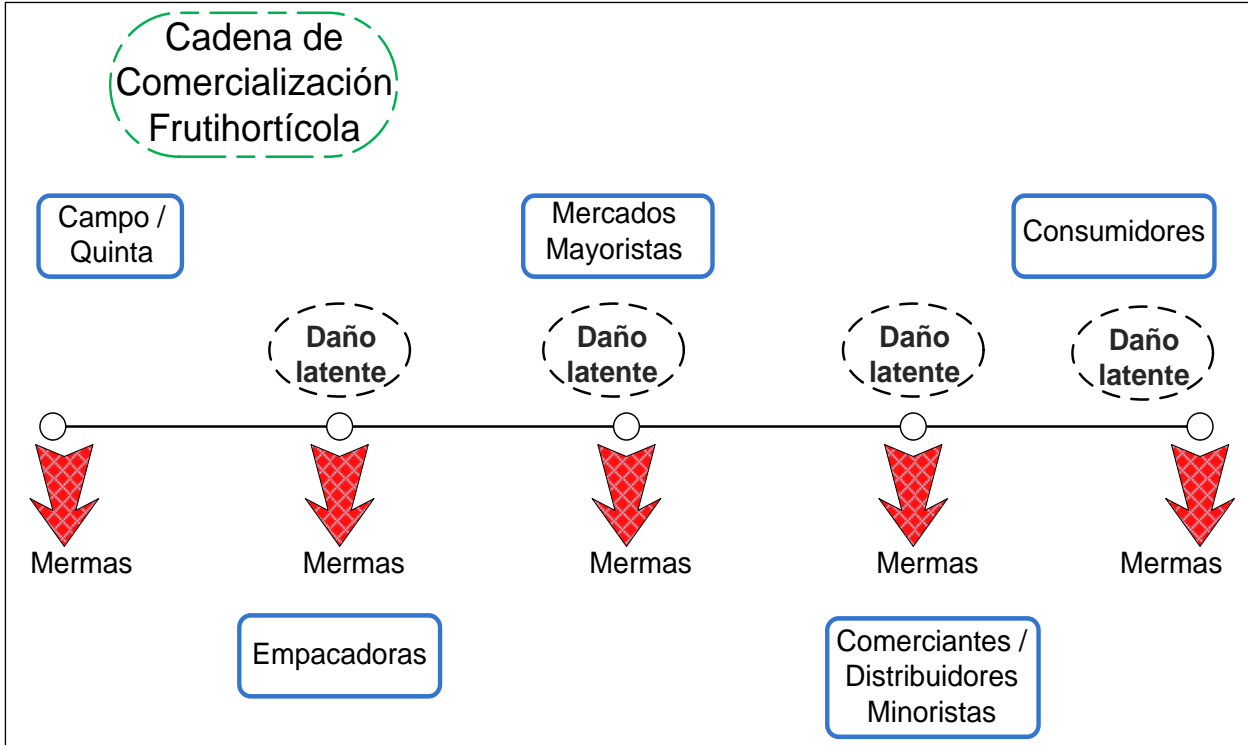 Cadena de
Comercialización
Frutihortícola
Campo /
Quinta
Mercados
Mayoristas
Consumidores
Daño
latente
Daño
latente
Daño
latente
Daño
latente
Mermas
Mermas
Mermas
Mermas
Mermas
Empacadoras
Comerciantes /
Distribuidores
Minoristas